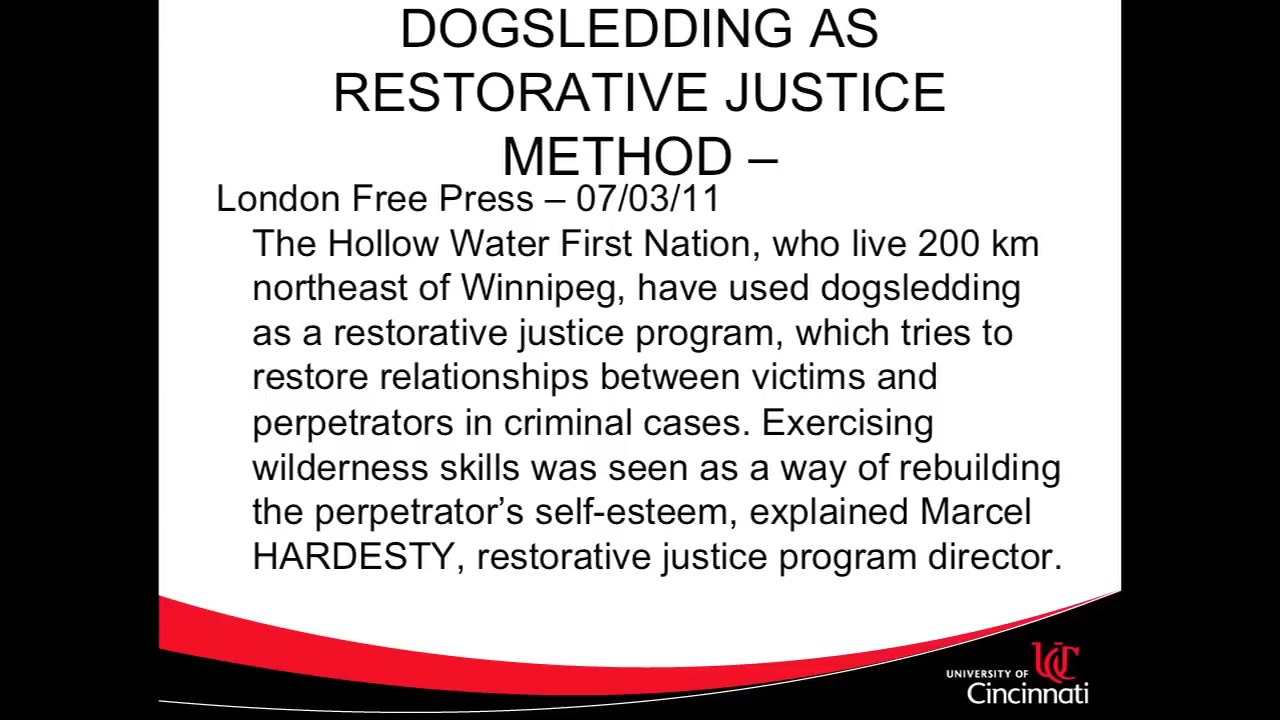 DOGSLEDDING AS
RESTORATIVE JUSTICE
METHOD –
London Free Press – 07/03/11
The Hollow Water First Nation, who live 200 km
northeast of Winnipeg, have used dogsledding
as a restorative justice program, which tries to
restore relationships between victims and
perpetrators in criminal cases. Exercising
wilderness skills was seen as a way of rebuilding
the perpetrator’s self-esteem, explained Marcel
HARDESTY, restorative justice program director.
UC
UNIVERSITY OF
Cincinnati